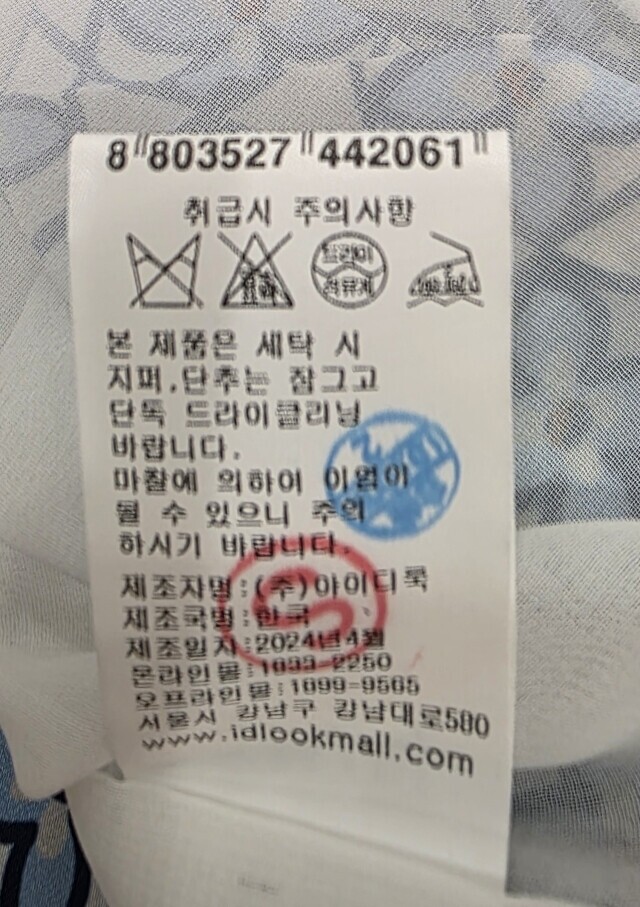 8 803527 442061
취급시 주의사항
드라이
석유계
본 제품은 세탁 시
지퍼,단추는 잠그고
단독 드라이클리닝
바랍니다.
마찰에 의하여 이염이
될 수 있으니 주의
하시기 바랍니다.
제조자명:(주)아이디룩
제조국명:한국
제조일자:2024년4월
온라인몰:1899-2250
오프라인몰:1899-9565
서울시 강남구 강남대로580
www.idlookmall.com